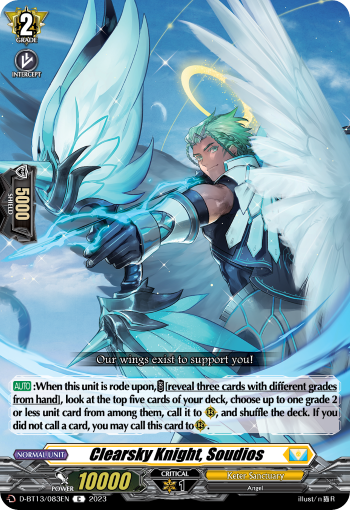 2
GRADE
INTERCEPT
5000
SHIELD
Our wings exist to support you!
AUTO :When this unit is rode upon, [reveal three cards with different grades
from hand], look at the top five cards of your deck, choose up to one grade 2
or less unit card from among them, call it to R, and shuffle the deck. If you
did not call a card, you may call this card to R.
NORMAL UNIT
Clearsky Knight, Soudios
POWER 10000
CRITICAL
1
Keter Sanctuary
Angel
D-BT13/083EN C 2023
illust/п猫R